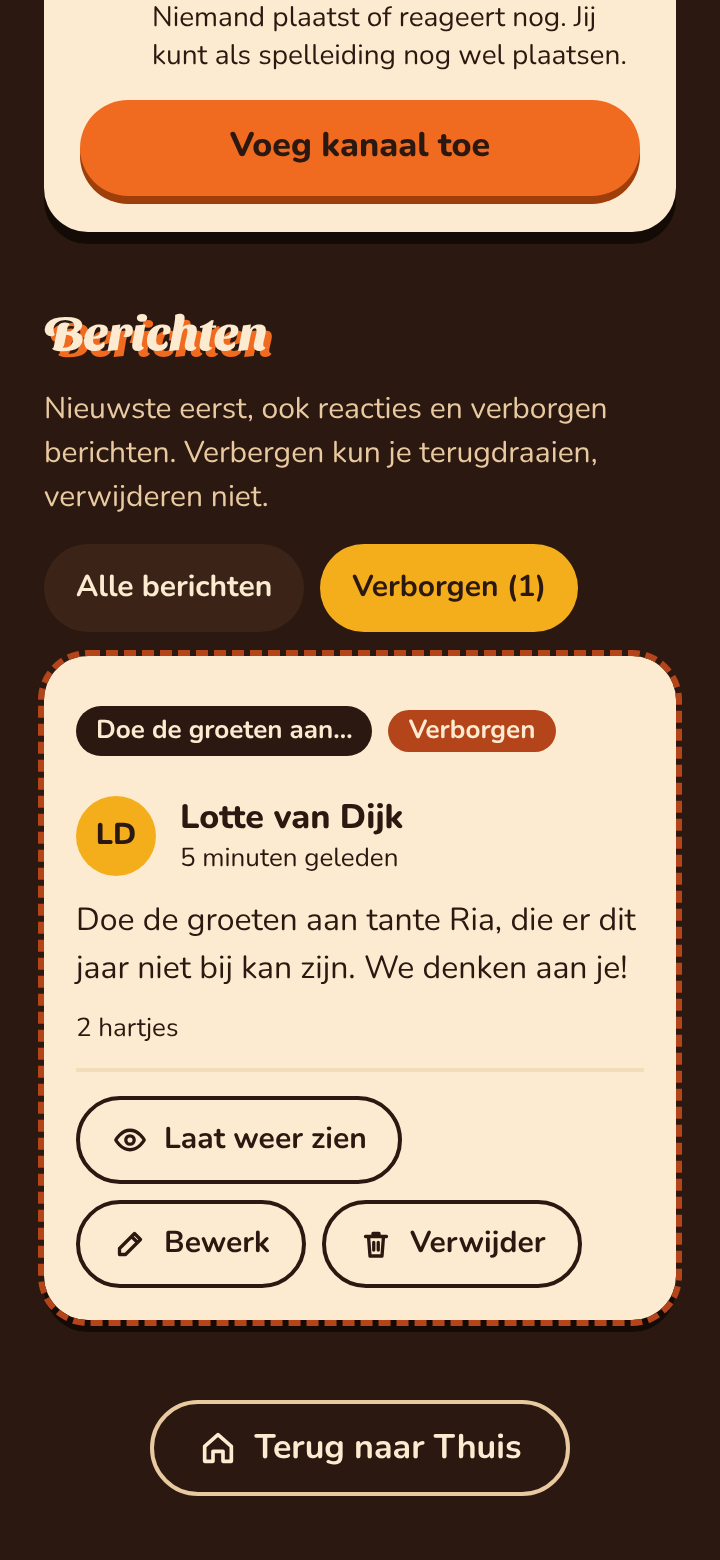 Niemand plaatst of reageert nog. Jij
kunt als spelleiding nog wel plaatsen.
Voeg kanaal toe
Berichten
Nieuwste eerst, ook reacties en verborgen
berichten. Verbergen kun je terugdraaien,
verwijderen niet.
Alle berichten
Verborgen (1)
Doe de groeten aan...
Verborgen
LD
Lotte van Dijk
5 minuten geleden
Doe de groeten aan tante Ria, die er dit
jaar niet bij kan zijn. We denken aan je!
2 hartjes
Laat weer zien
Bewerk
Verwijder
Terug naar Thuis